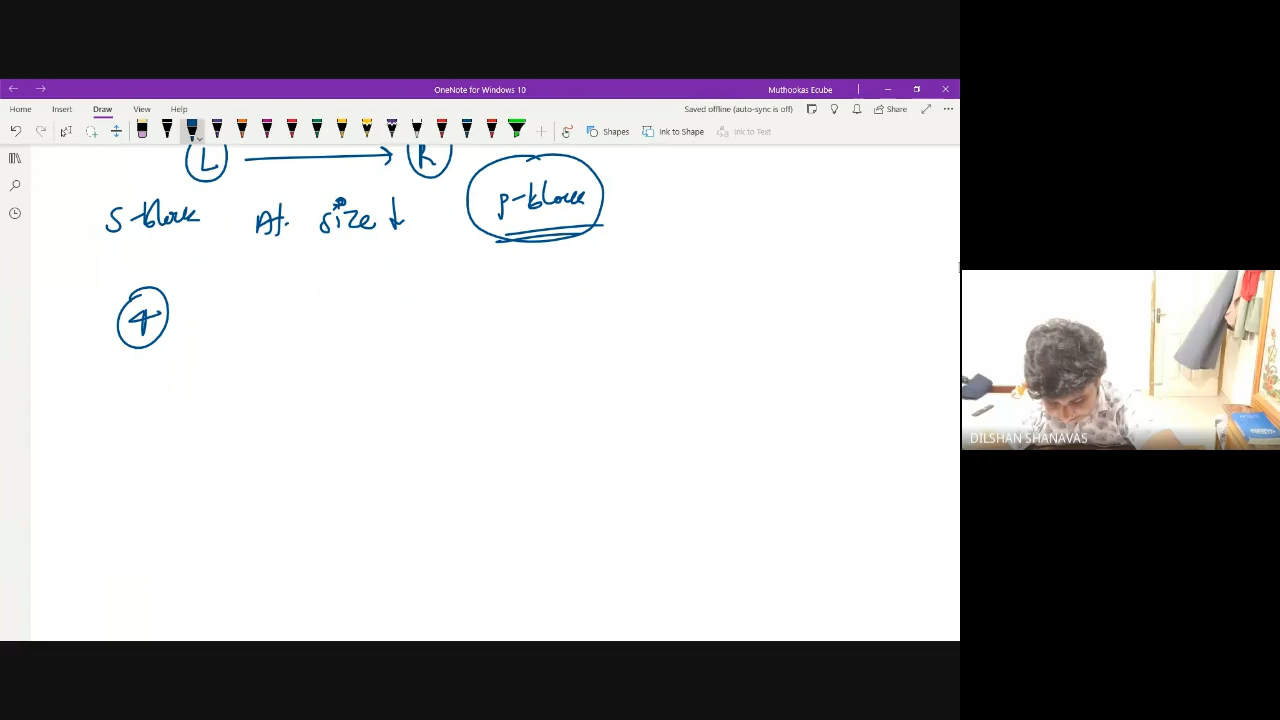 OneNote for Windows 10
Muthookas Ecube
Home Insert Draw View Help
Saved offline (auto-sync is off)
Share
Shapes
Ink to Shape
Ink to Text
L R
S-block At. size ↓ p-block
4
DILSHAN SHANAVAS